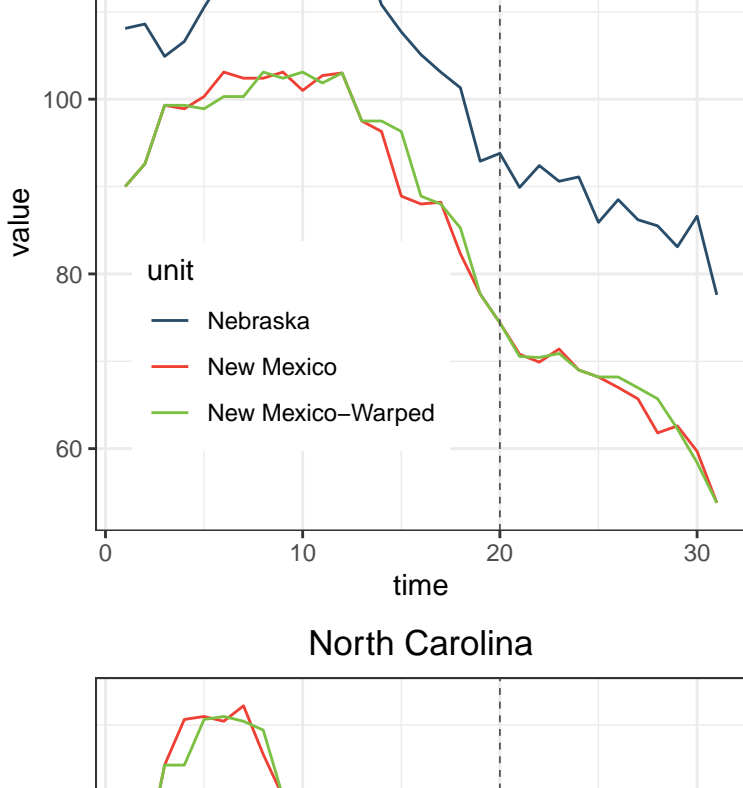 100
80
60
value
unit
Nebraska
New Mexico
New Mexico−Warped
0 10 20 30
time
North Carolina